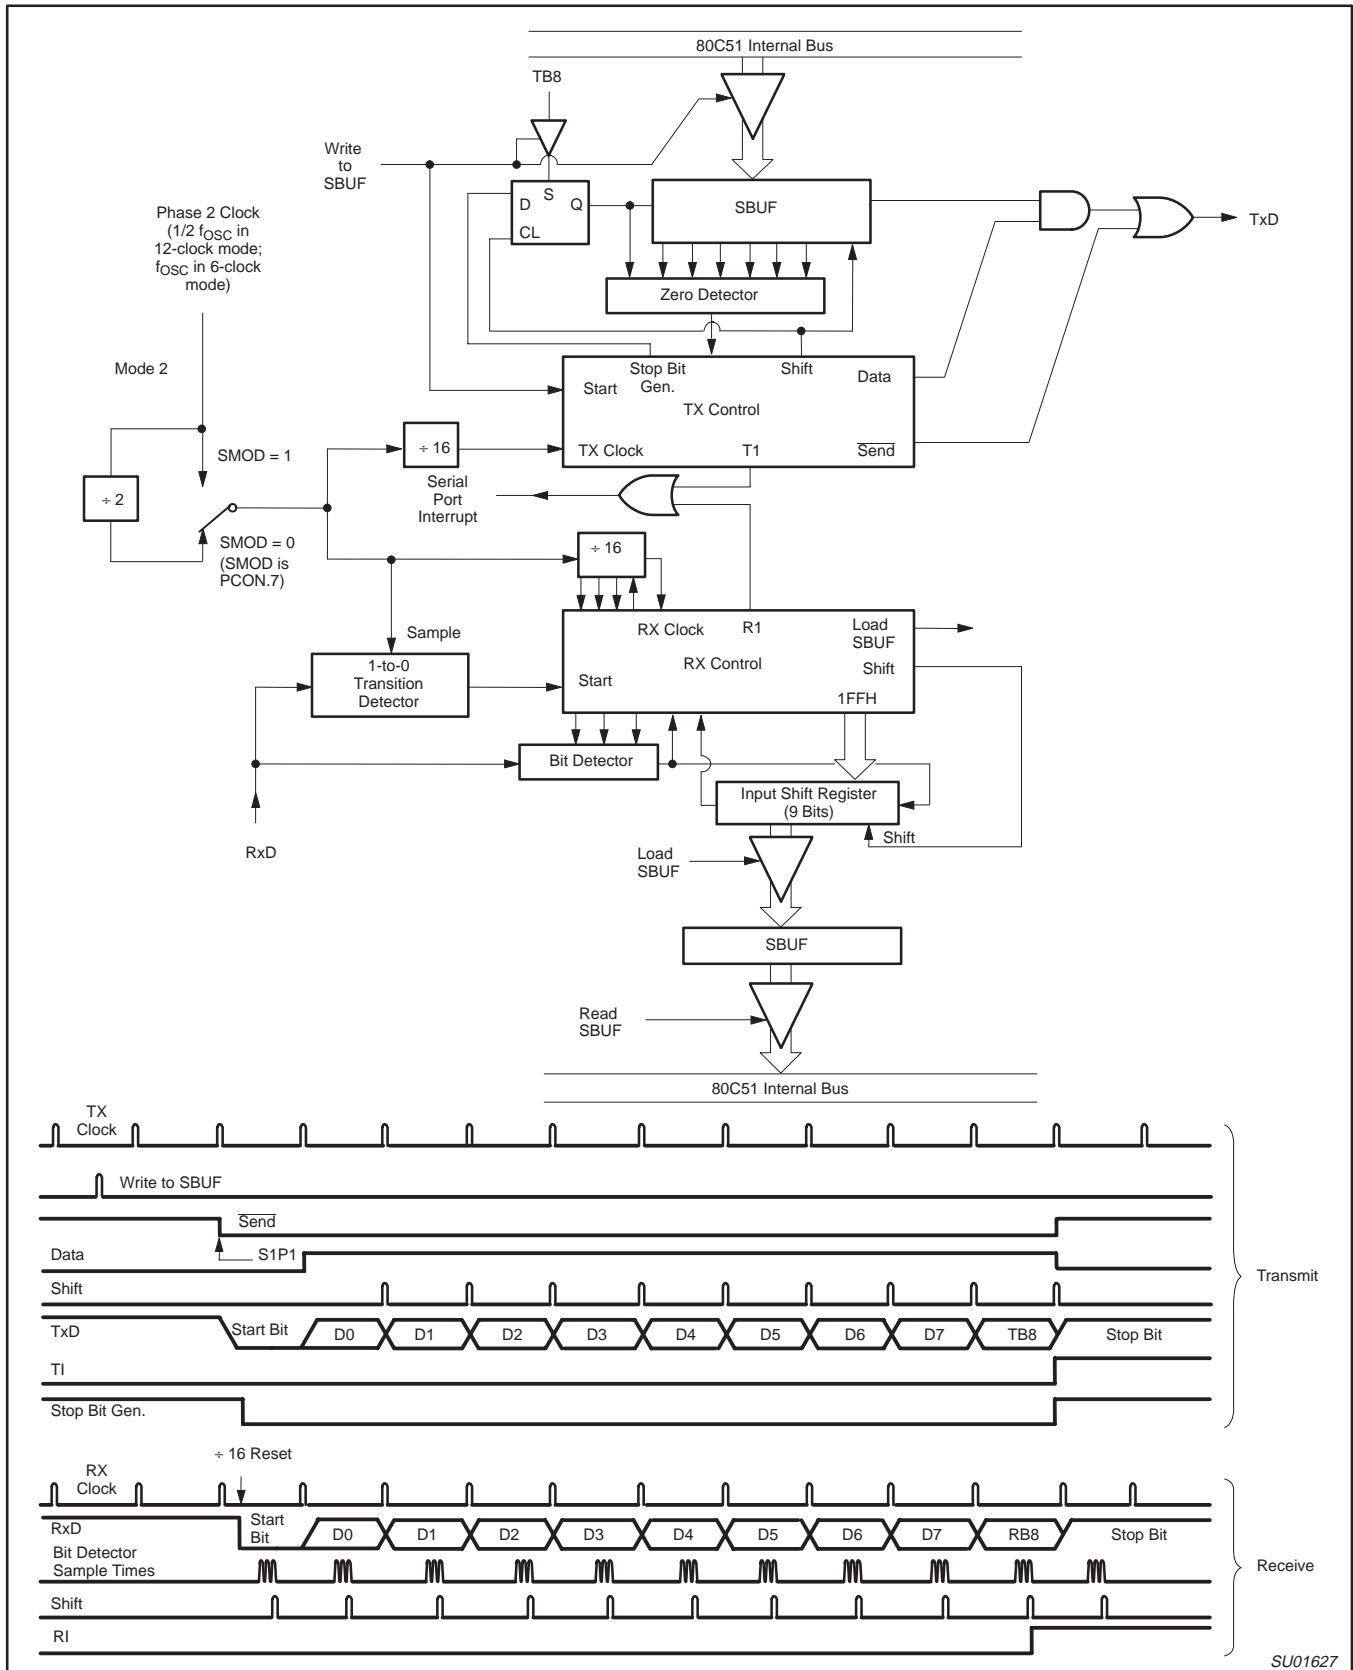 80C51 Internal Bus
TB8
Write
to
SBUF
D
S
Q
CL
SBUF
TxD
Phase 2 Clock
(1/2 fOSC in
12-clock mode;
fOSC in 6-clock
mode)
Zero Detector
Mode 2
Stop Bit
Gen.
Shift
Data
Start
TX Control
÷ 16
TX Clock
T1
Send
SMOD = 1
÷ 2
Serial
Port
Interrupt
SMOD = 0
(SMOD is
PCON.7)
÷ 16
Sample
RX Clock
R1
Load
SBUF
RX Control
Shift
1-to-0
Transition
Detector
Start
1FFH
Bit Detector
Input Shift Register
(9 Bits)
Shift
RxD
Load
SBUF
SBUF
Read
SBUF
80C51 Internal Bus
TX
Clock
Write to SBUF
Send
S1P1
Data
Shift
TxD
Start Bit
D0
D1
D2
D3
D4
D5
D6
D7
TB8
Stop Bit
TI
Stop Bit Gen.
Transmit
÷ 16 Reset
RX
Clock
RxD
Start
Bit
D0
D1
D2
D3
D4
D5
D6
D7
RB8
Stop Bit
Bit Detector
Sample Times
Shift
RI
Receive
SU01627